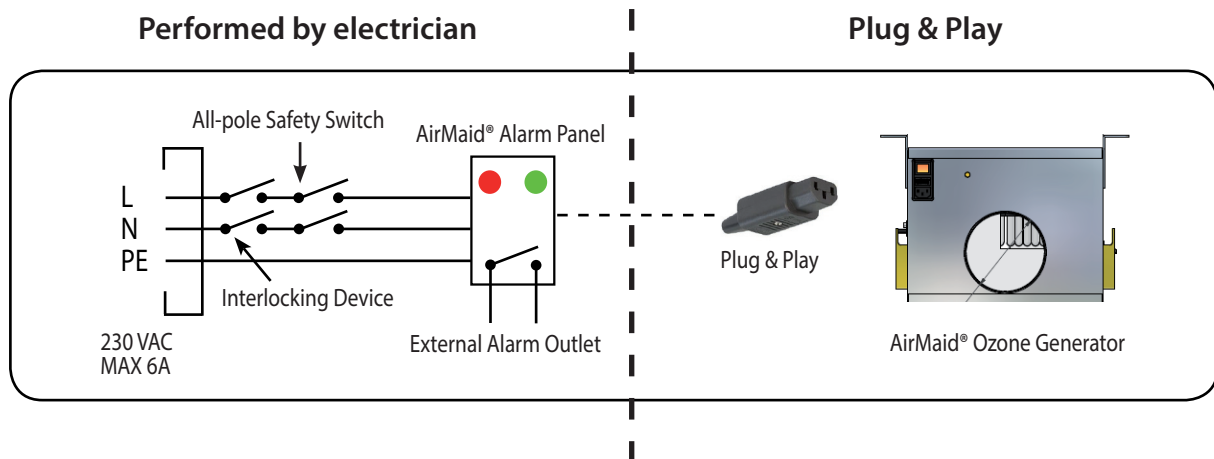 Performed by electrician
Plug & Play
All-pole Safety Switch
AirMaid® Alarm Panel
L
N
PE
Interlocking Device
230 VAC
MAX 6A
External Alarm Outlet
Plug & Play
AirMaid® Ozone Generator